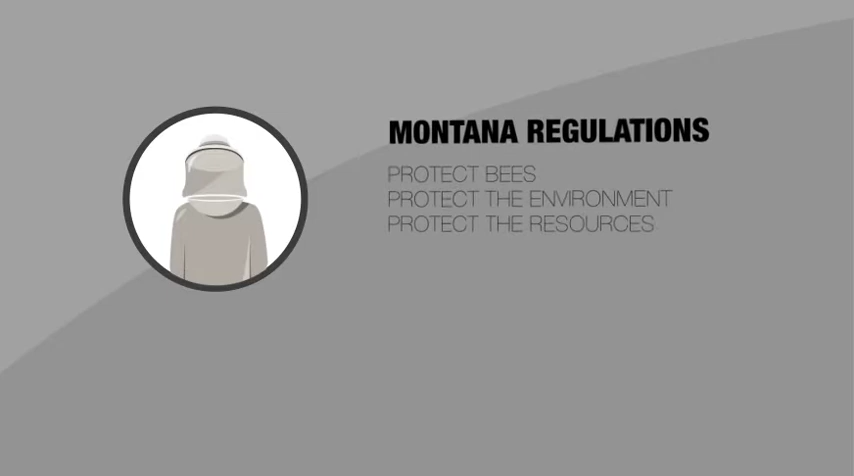 MONTANA REGULATIONS
PROTECT BEES
PROTECT THE ENVIRONMENT
PROTECT THE RESOURCES